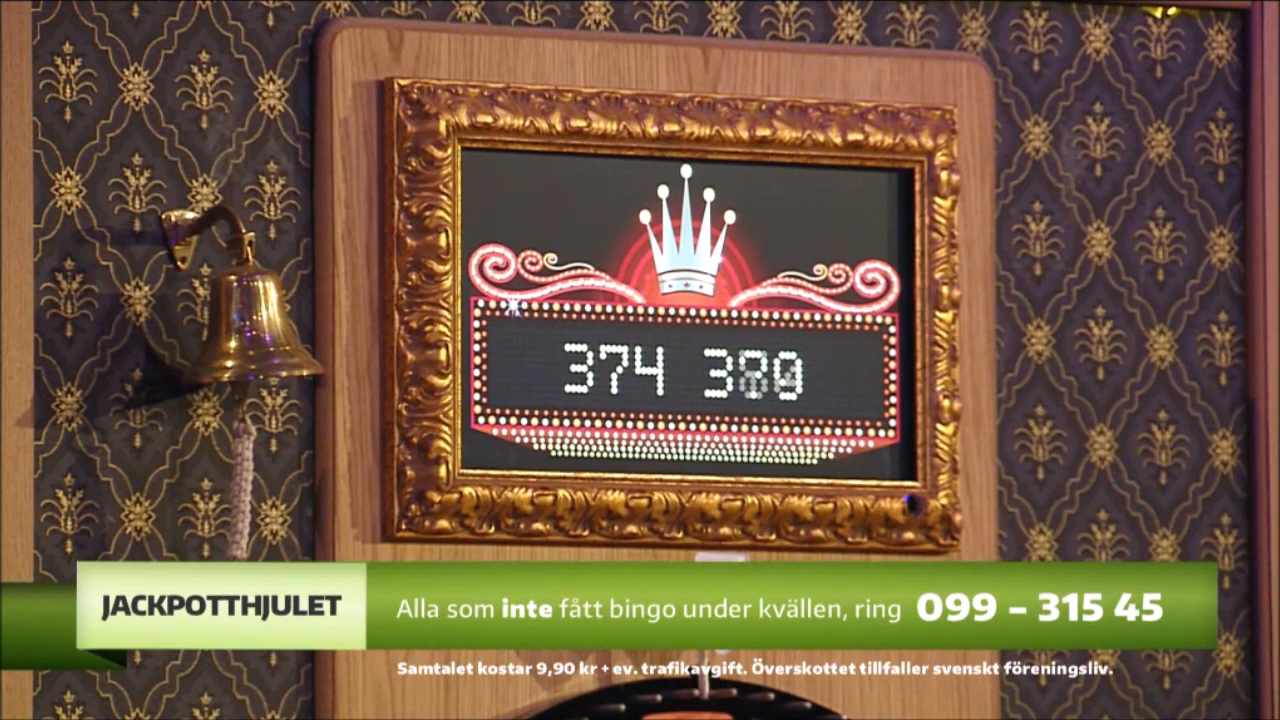 374 380
JACKPOTTHJULET
Alla som inte fått bingo under kvällen, ring 099 – 315 45
Samtalet kostar 9,90 kr + ev. trafikavgift. Överskottet tillfaller svenskt föreningsliv.